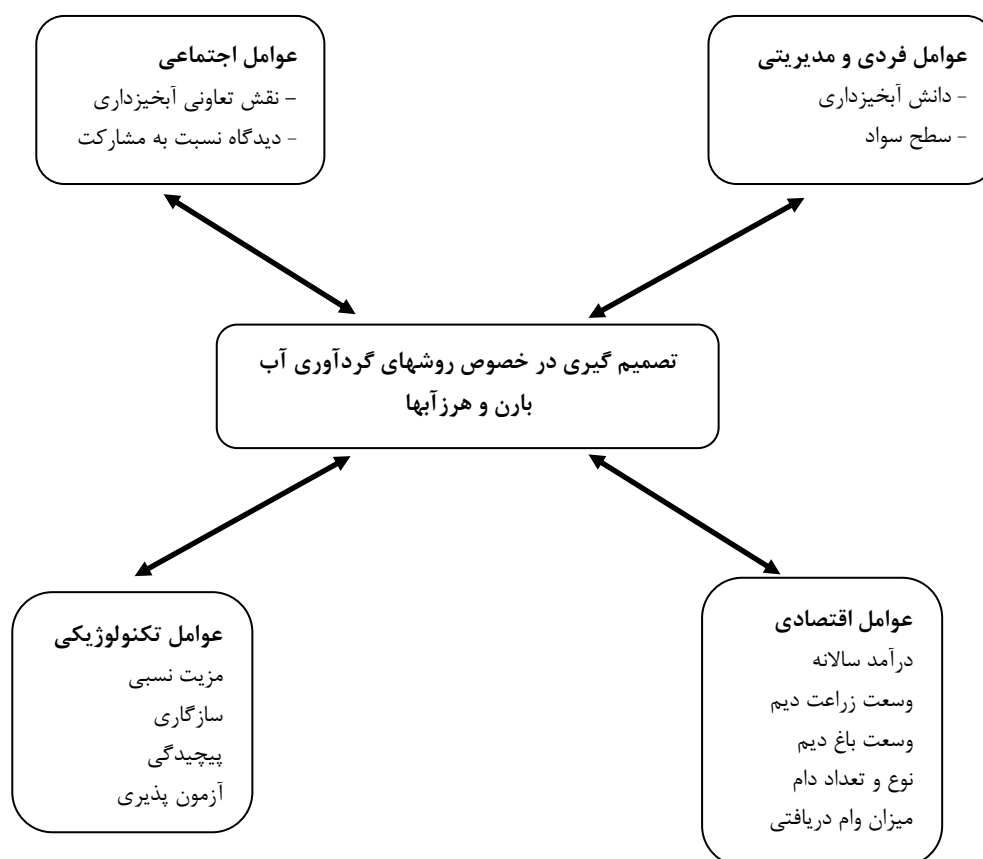 عوامل فردی و مدیریتی
- دانش آبخیزداری
- سطح سواد
عوامل اجتماعی
– نقش تعاونی آبخیزداری
- دیدگاه نسبت به مشارکت
تصمیم گیری در خصوص روشهای گردآوری آب
بارن و هرزآبها
عوامل اقتصادی
درآمد سالانه
وسعت زراعت دیم
وسعت باغ دیم
نوع و تعداد دام
میزان وام دریافتی
عوامل تکنولوژیکی
مزیت نسبی
سازگاری
پیچیدگی
آزمون پذیری